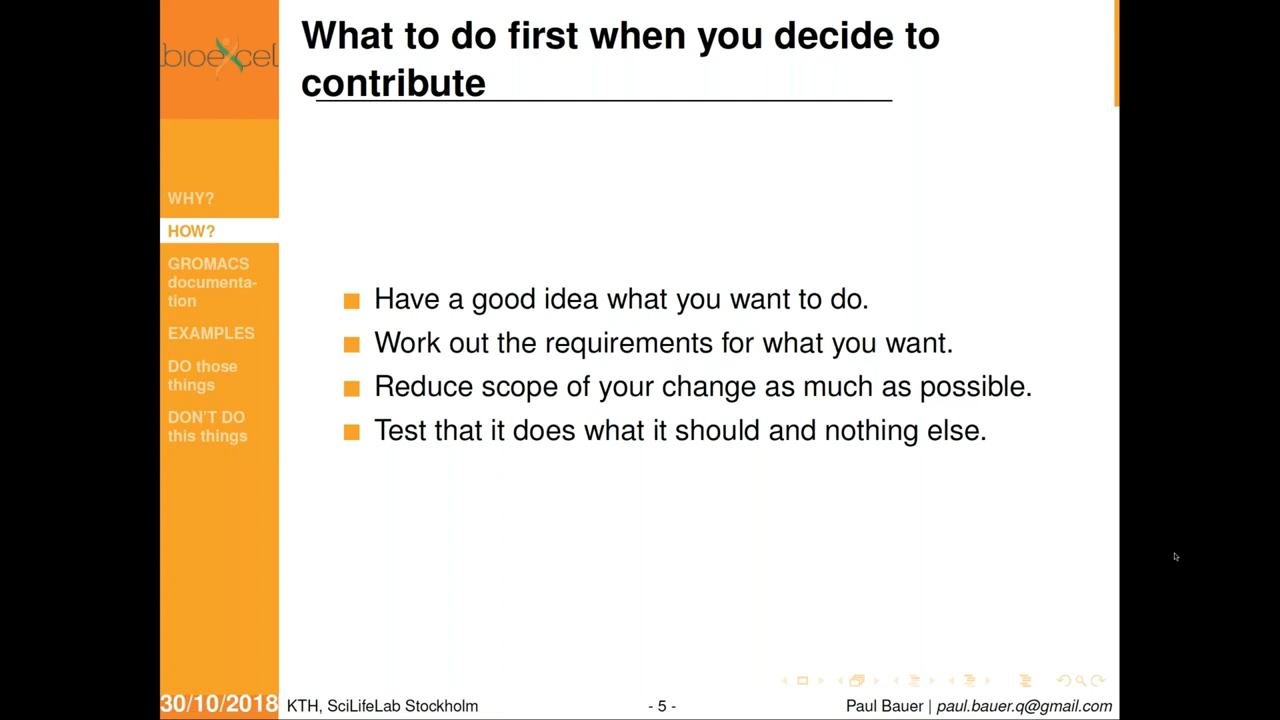 bioexcel
What to do first when you decide to
contribute
WHY?
HOW?
GROMACS
documenta-
tion
EXAMPLES
DO those
things
DON'T DO
this things
Have a good idea what you want to do.
Work out the requirements for what you want.
Reduce scope of your change as much as possible.
Test that it does what it should and nothing else.
30/10/2018 KTH, SciLifeLab Stockholm - 5 - Paul Bauer | paul.bauer.q@gmail.com